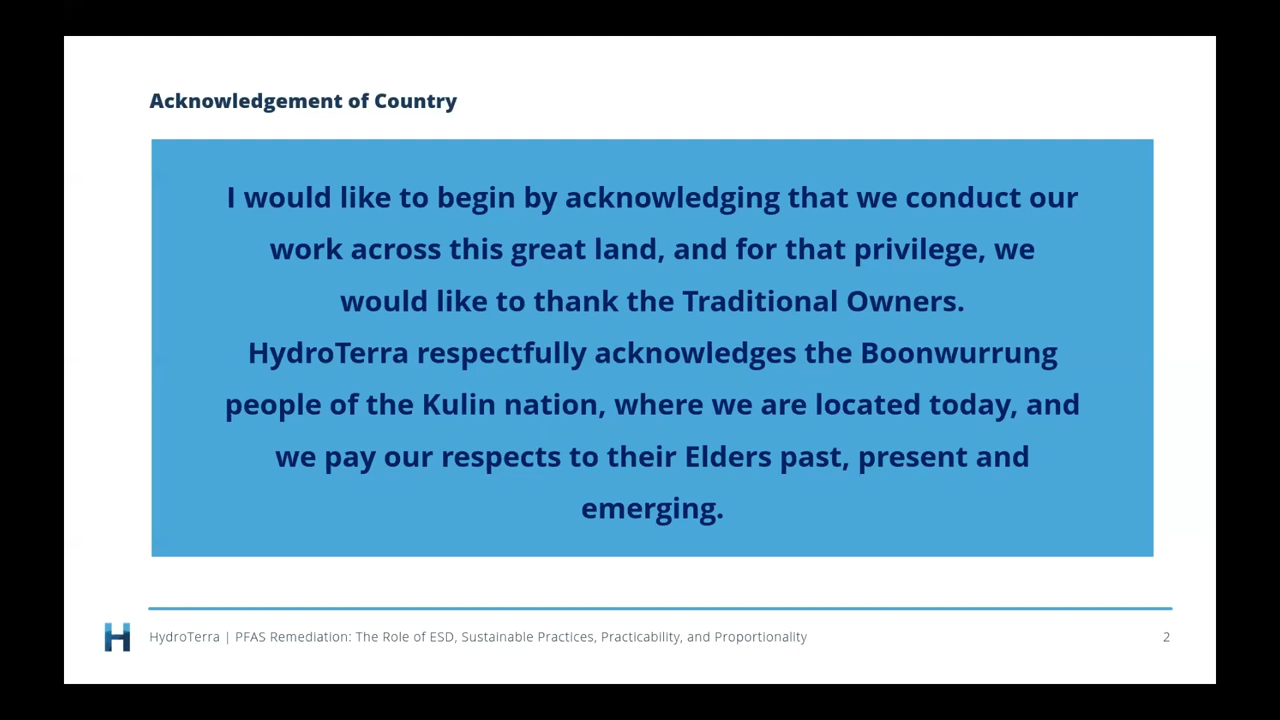 Acknowledgement of Country
I would like to begin by acknowledging that we conduct our
work across this great land, and for that privilege, we
would like to thank the Traditional Owners.
HydroTerra respectfully acknowledges the Boonwurrung
people of the Kulin nation, where we are located today, and
we pay our respects to their Elders past, present and
emerging.
H HydroTerra | PFAS Remediation: The Role of ESD, Sustainable Practices, Practicability, and Proportionality 2